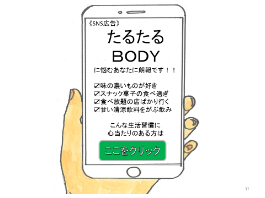 《SNS広告》
たるたる
BODY
に悩むあなたに朗報です！！
☑味の濃いものが好き
☑スナック菓子の食べ過ぎ
☑食べ放題の店ばかり行く
☑甘い清涼飲料をがぶ飲み
こんな生活習慣に
心当たりのある方は
ここをクリック